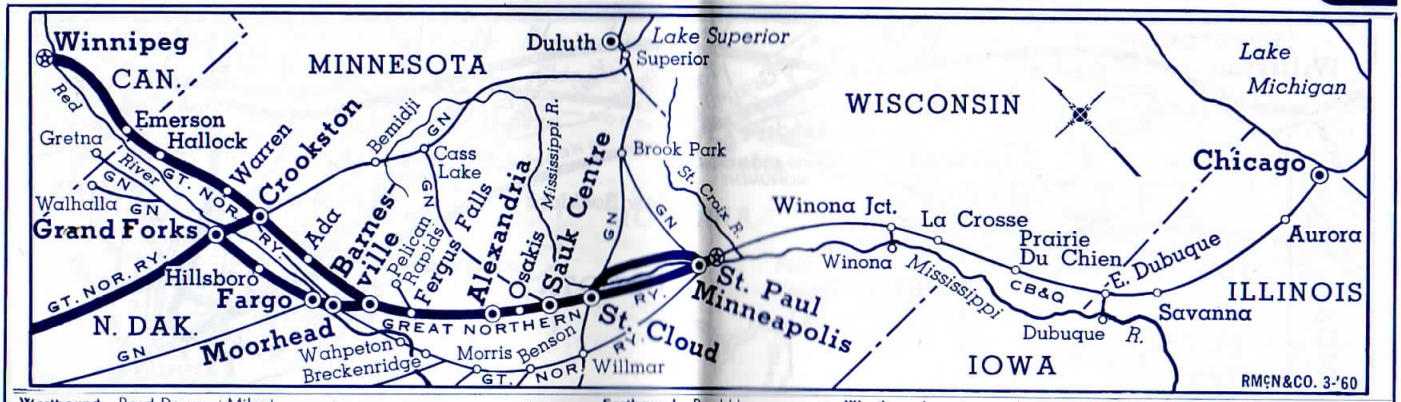 Winnipeg
CAN.
Red
River
Gretna
Emerson
Hallock
Warren
Crookston
GT. NOR.
RY.
GN
Walhalla
GN
Grand Forks
GT. NOR. RY.
Hillsboro
Ada
Fargo
N. DAK.
GN
Moorhead
Barnes-
ville
Wahpeton
Breckenridge
Pelican
Rapids
Fergus Falls
MINNESOTA
Bemidji
GN
Cass
Lake
GN
Alexandria
Osakis
Mississippi R.
Sauk Centre
GREAT NORTHERN
RY.
Morris
Benson
GT. NOR.
RY.
Willmar
St. Cloud
Duluth
Lake Superior
Superior
Brook Park
GN
GN
St. Croix R.
St. Paul
Minneapolis
WISCONSIN
Winona Jct.
Winona
La Crosse
Prairie
Du Chien
Mississippi
R.
CB&Q
E. Dubuque
Dubuque
Savanna
IOWA
ILLINOIS
Aurora
Chicago
Lake
Michigan
RMCN&CO. 3-'60